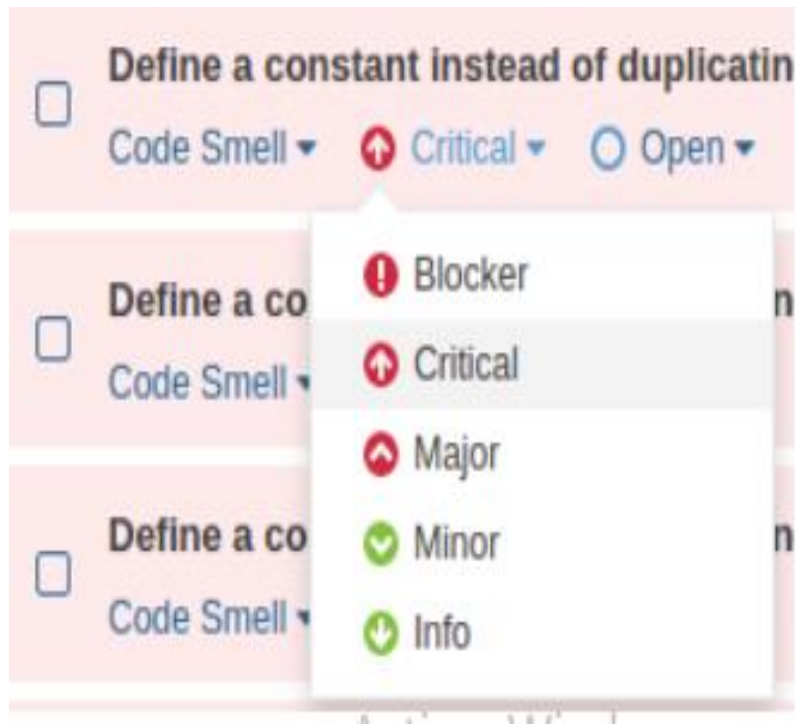 Define a constant instead of duplicatin
Code Smell Critical Open
Blocker
Define a co n
Critical
Code Smell
Major
Define a co n
Minor
Code Smell
Info